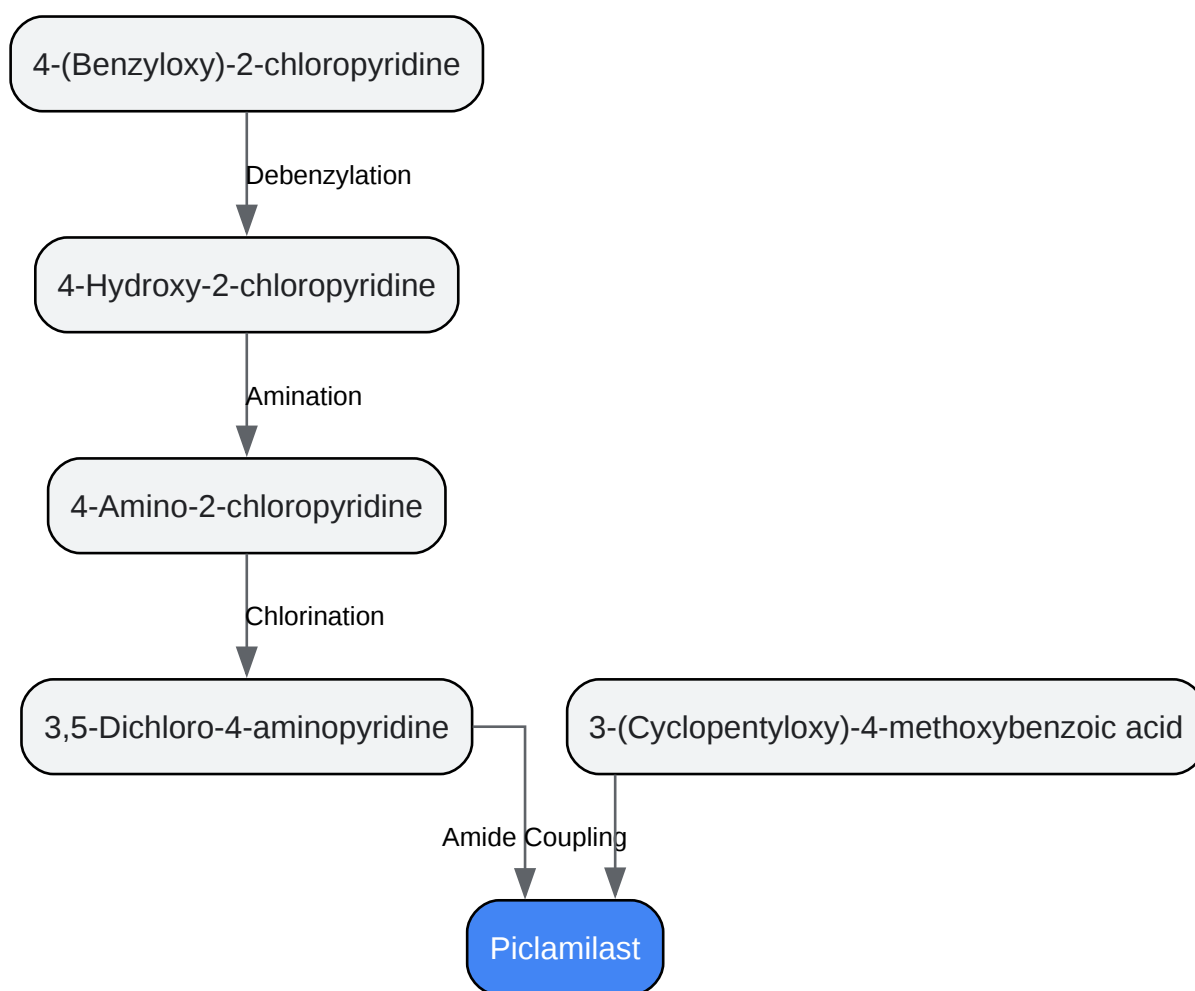 4-(Benzyloxy)-2-chloropyridine
Debenzylation
4-Hydroxy-2-chloropyridine
Amination
4-Amino-2-chloropyridine
Chlorination
3,5-Dichloro-4-aminopyridine
3-(Cyclopentyloxy)-4-methoxybenzoic acid
Amide Coupling
Piclamilast